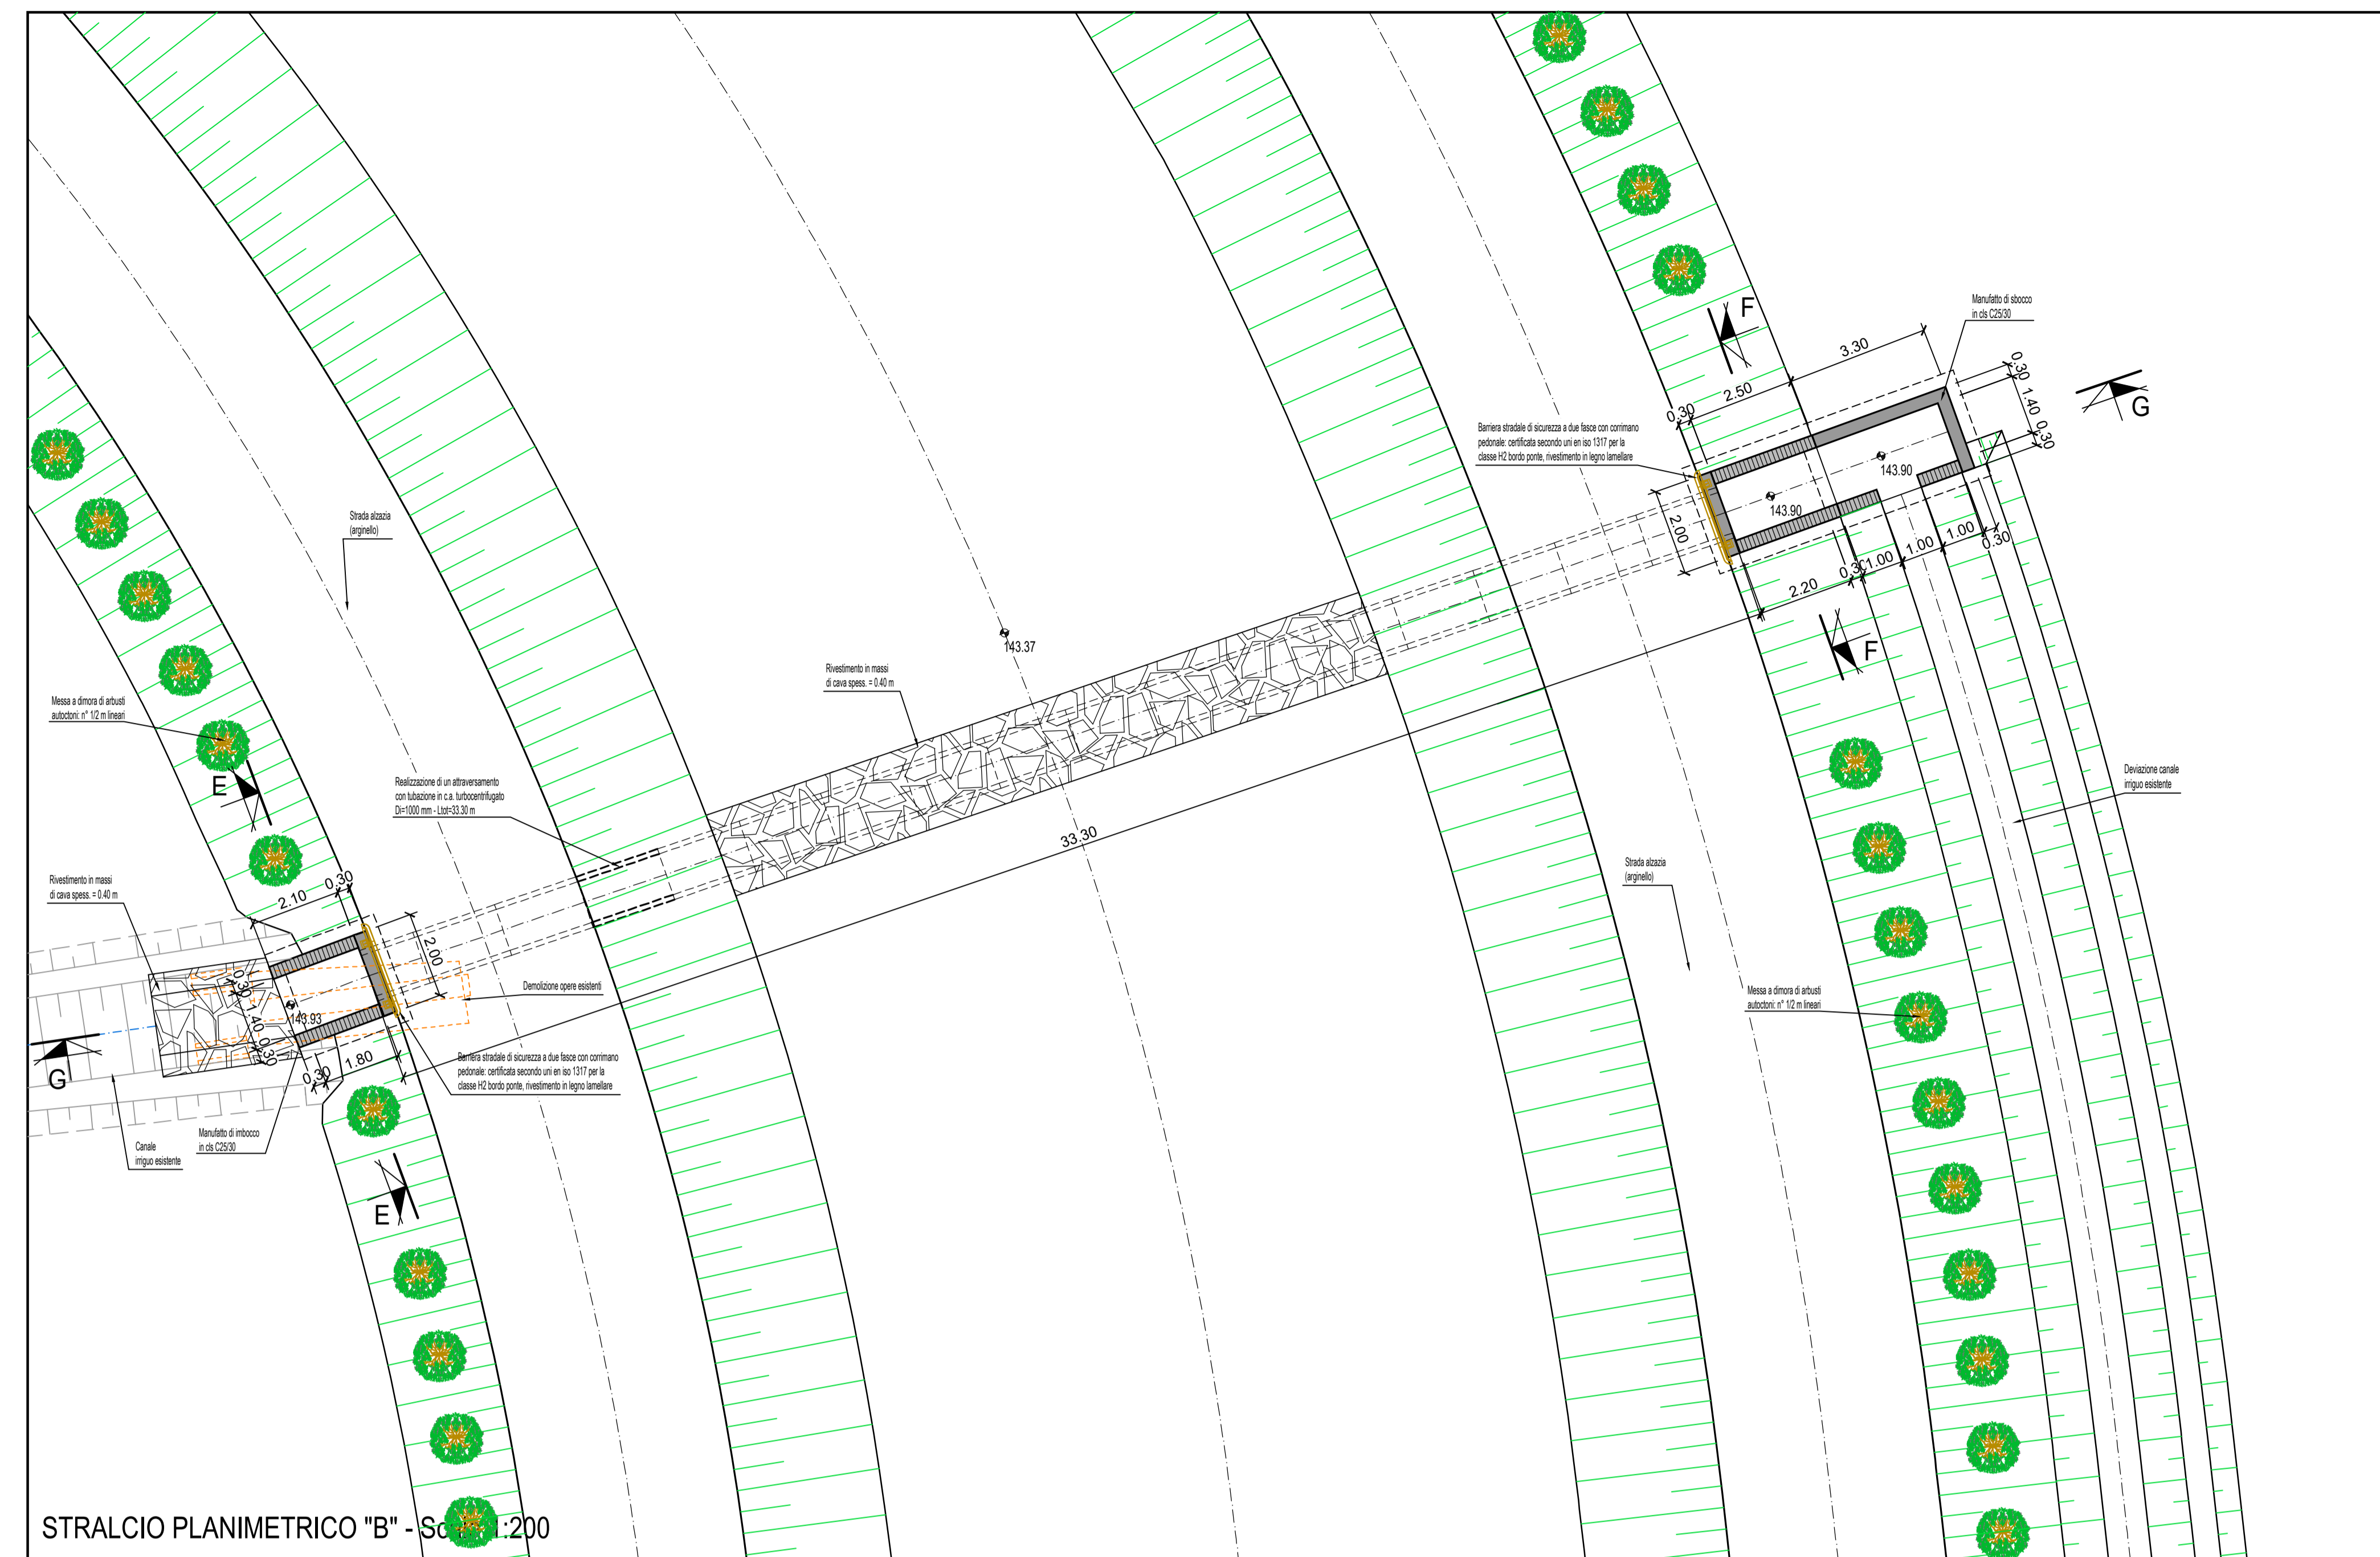 Manufatto di sbocco
in cls C25/30
F
3.30
2.50
0.30
0.30
1.40
0.30
G
Barriera stradale di sicurezza a due fasce con corrimano
pedonale: certificata secondo uni en iso 1317 per la
classe H2 bordo ponte, rivestimento in legno lamellare
143.90
143.90
2.00
2.20
0.30
1.00
1.00
1.00
0.30
F
Strada alzazia
(arginello)
143.37
Rivestimento in massi
di cava spess. = 0.40 m
Messa a dimora di arbusti
autoctoni: n° 1/2 m lineari
E
Realizzazione di un attraversamento
con tubazione in c.a. turbocentrifugato
Di=1000 mm - Ltot=33.30 m
33.30
Deviazione canale
irriguo esistente
Strada alzazia
(arginello)
Rivestimento in massi
di cava spess. = 0.40 m
2.10
0.30
2.00
0.30
1.40
0.30
143.93
Demolizione opere esistenti
Messa a dimora di arbusti
autoctoni: n° 1/2 m lineari
G
0.30
1.80
Barriera stradale di sicurezza a due fasce con corrimano
pedonale: certificata secondo uni en iso 1317 per la
classe H2 bordo ponte, rivestimento in legno lamellare
Manufatto di imbocco
in cls C25/30
Canale
irriguo esistente
E
STRALCIO PLANIMETRICO "B" - 1:200